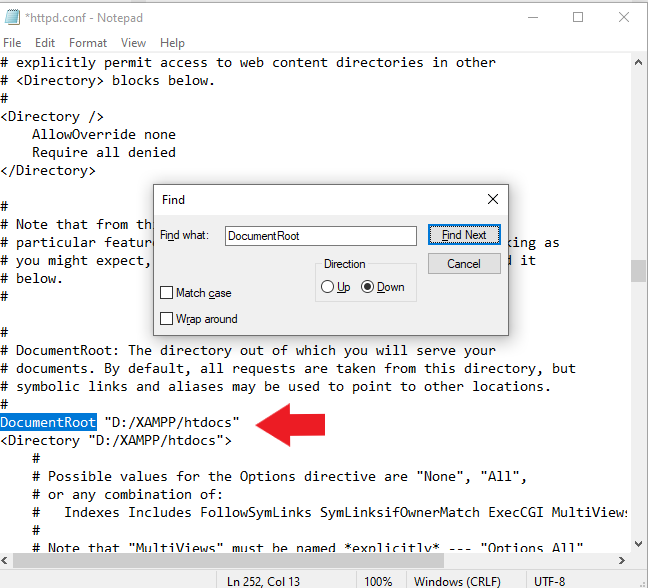 *httpd.conf - Notepad
File Edit Format View Help
# explicitly permit access to web content directories in other
# <Directory> blocks below.
#
<Directory />
    AllowOverride none
    Require all denied
</Directory>
#
# Note that from th
# particular featur king as
# you might expect, it
# below.
#
Find
Find what: DocumentRoot Find Next
Cancel
Direction
Up Down
Match case
Wrap around
#
# DocumentRoot: The directory out of which you will serve your
# documents. By default, all requests are taken from this directory, but
# symbolic links and aliases may be used to point to other locations.
#
DocumentRoot "D:/XAMPP/htdocs"
<Directory "D:/XAMPP/htdocs">
    #
    # Possible values for the Options directive are "None", "All",
    # or any combination of:
    #   Indexes Includes FollowSymLinks SymLinksifOwnerMatch ExecCGI MultiViews
    #
    # Note that "MultiViews" must be named *explicitly* --- "Options All"
Ln 252, Col 13 100% Windows (CRLF) UTF-8